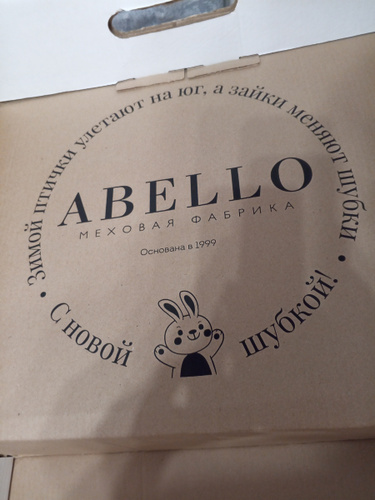 Зимой птички улетают на юг, а зайки меняют шубки
ABELLO
МЕХОВАЯ ФАБРИКА
Основана в 1999
• С новой шубкой! •